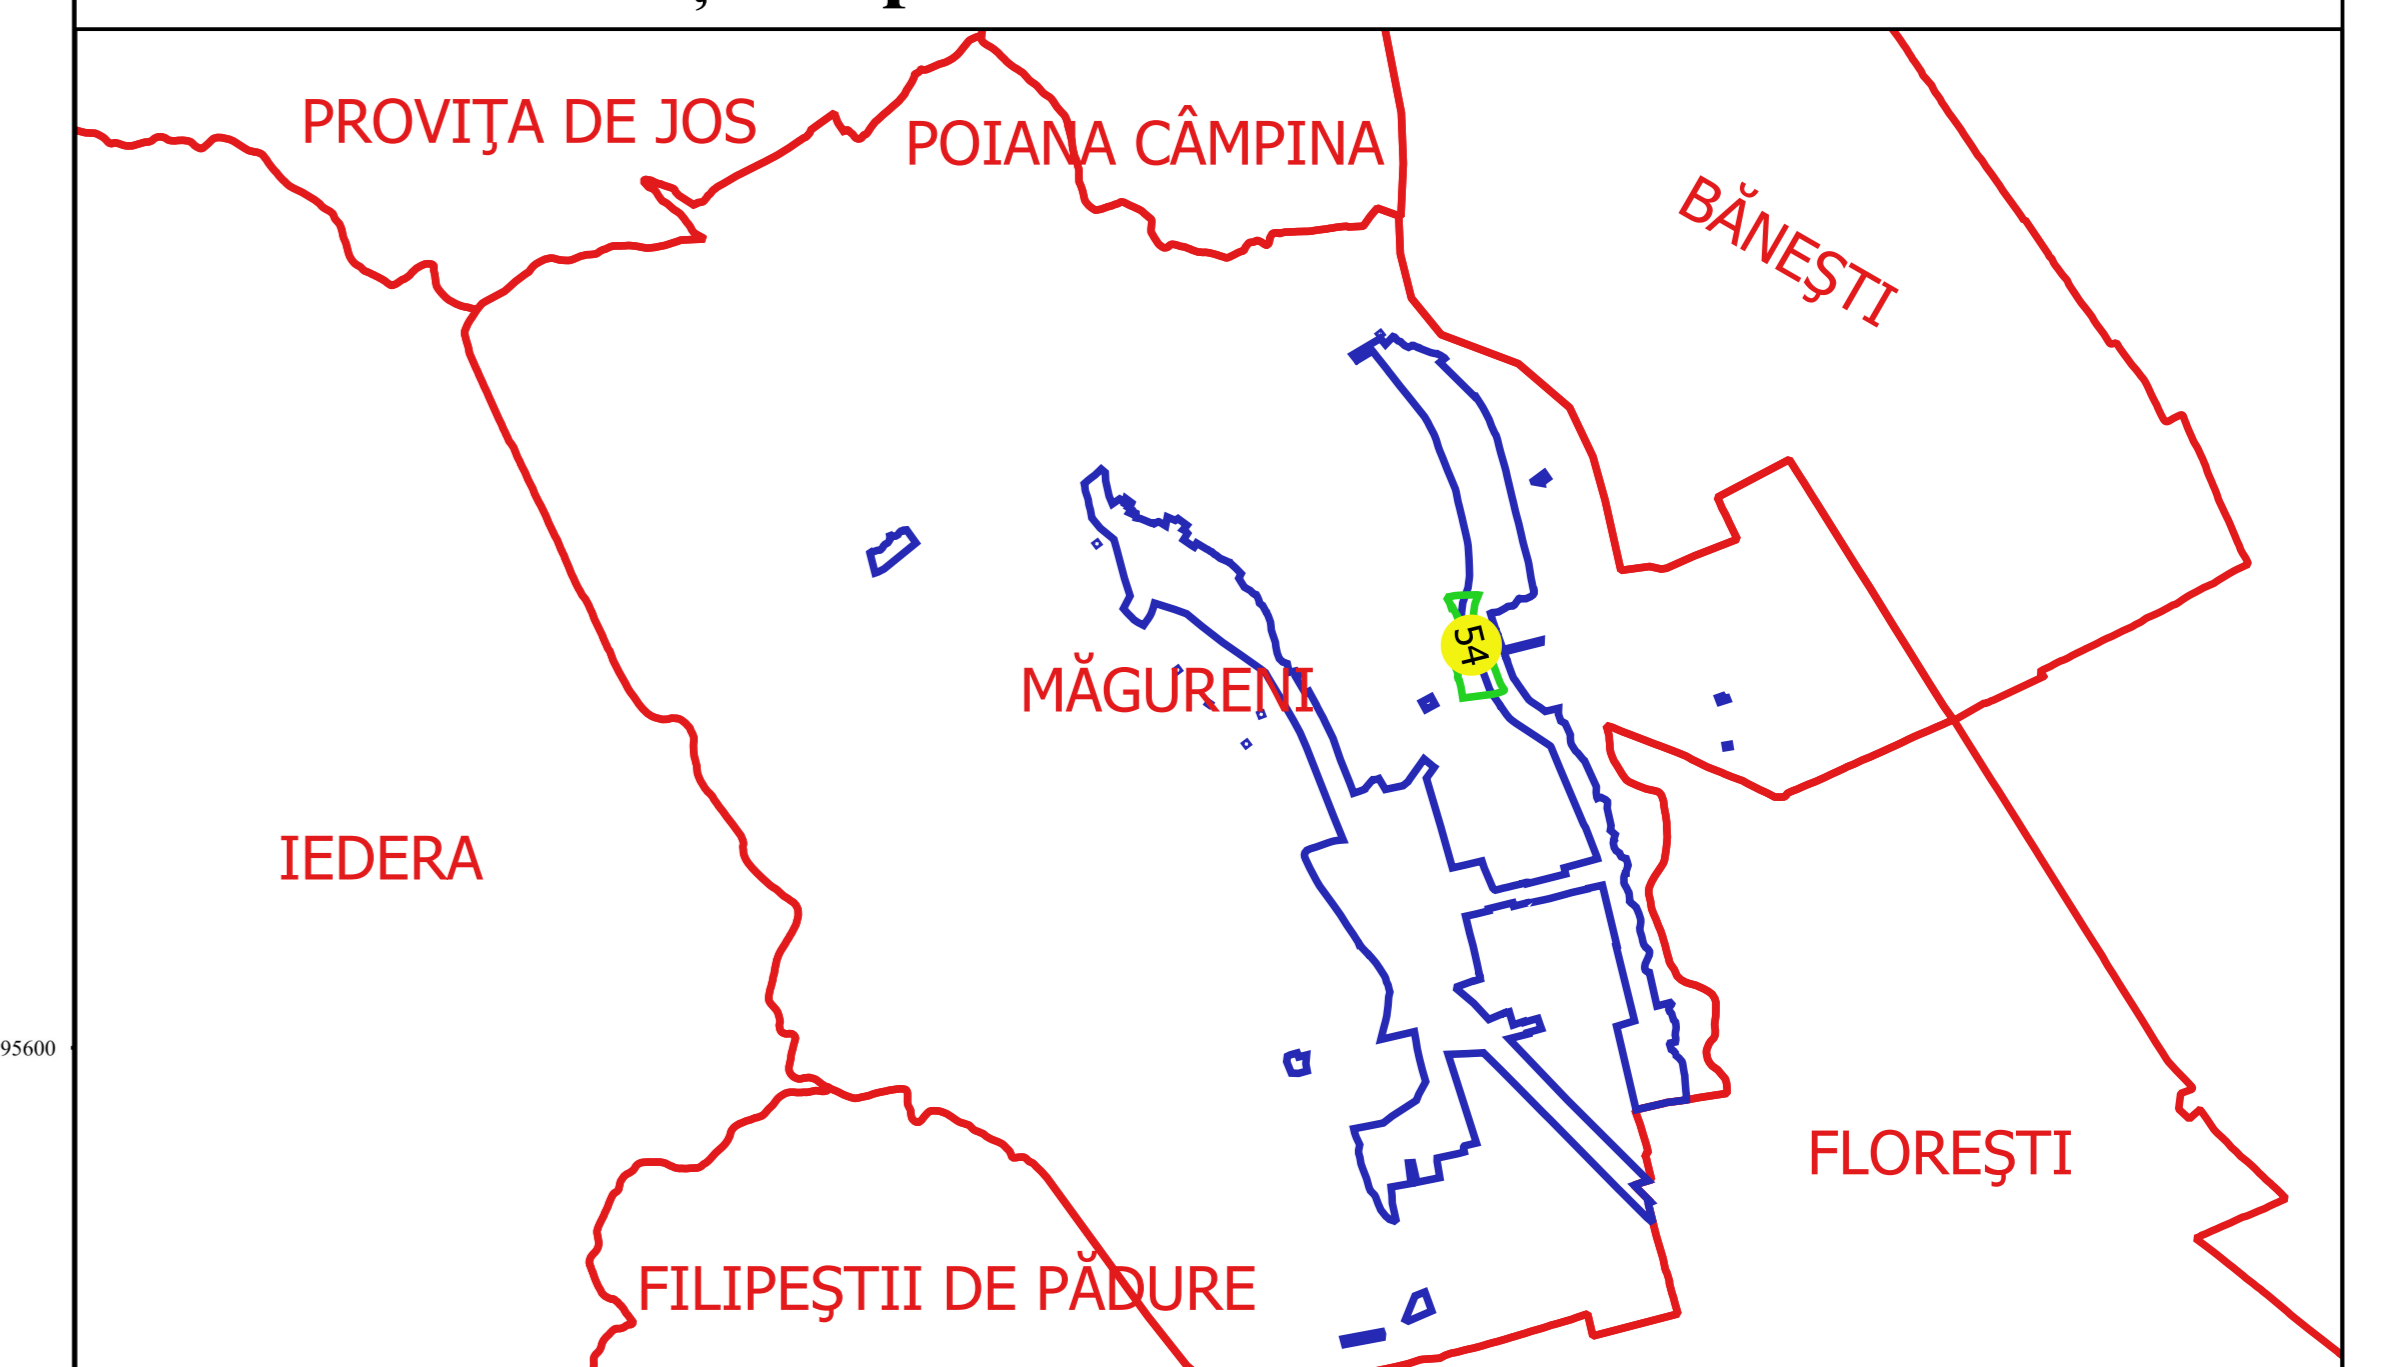 PROVIŢA DE JOS
POIANA CÂMPINA
BĂNEŞTI
54
MĂGURENI
IEDERA
95600
FLOREŞTI
FILIPEŞTII DE PĂDURE